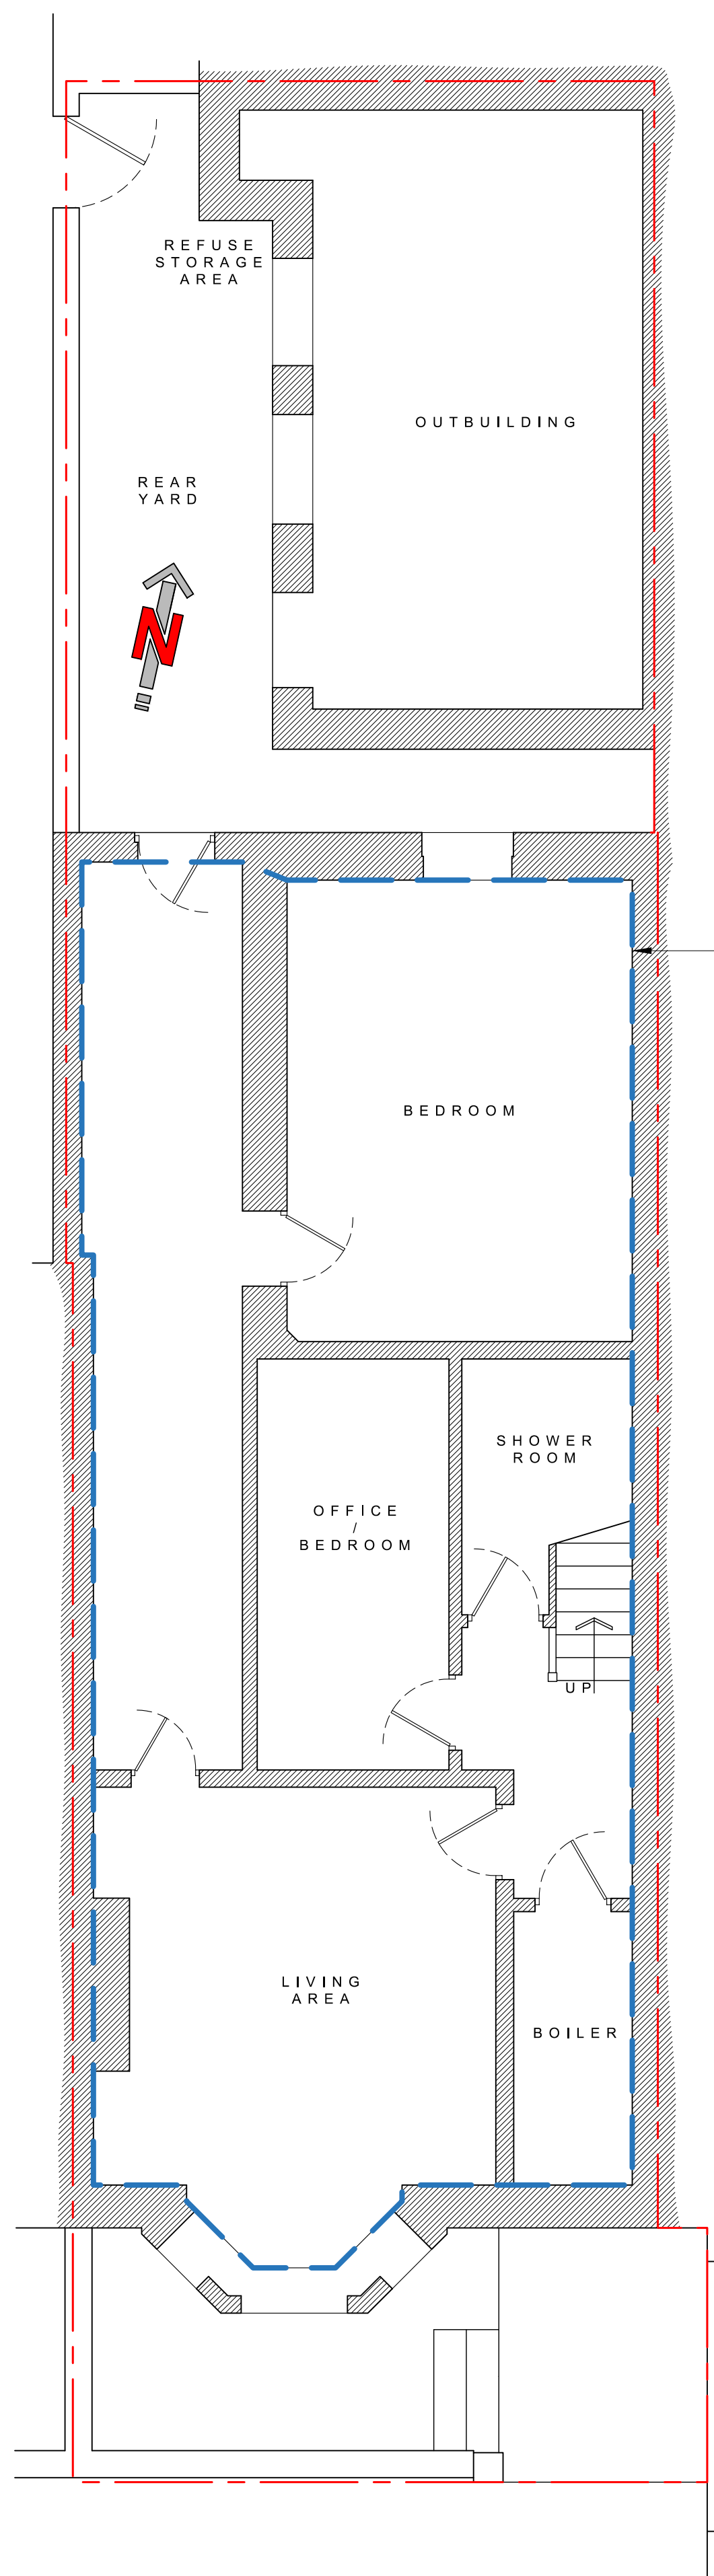 REFUSE
STORAGE
AREA
OUTBUILDING
REAR
YARD
N
BEDROOM
SHOWER
ROOM
OFFICE
/
BEDROOM
UP
LIVING
AREA
BOILER